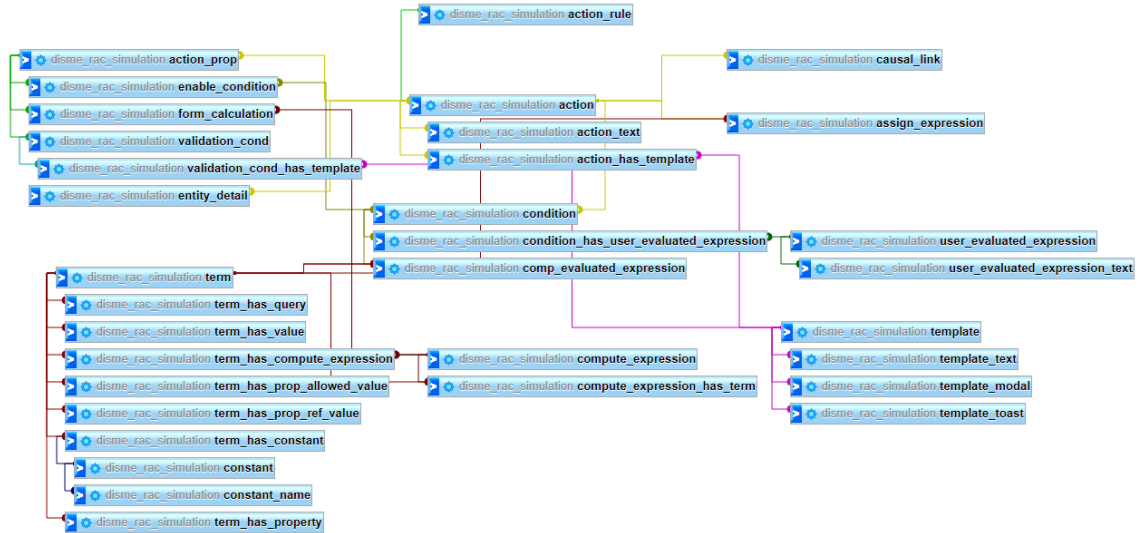 disme_rac_simulation action_rule
disme_rac_simulation action_prop
disme_rac_simulation causal_link
disme_rac_simulation enable_condition
disme_rac_simulation action
disme_rac_simulation form_calculation
disme_rac_simulation assign_expression
disme_rac_simulation action_text
disme_rac_simulation validation_cond
disme_rac_simulation action_has_template
disme_rac_simulation validation_cond_has_template
disme_rac_simulation entity_detail
disme_rac_simulation condition
disme_rac_simulation condition_has_user_evaluated_expression
disme_rac_simulation user_evaluated_expression
disme_rac_simulation comp_evaluated_expression
disme_rac_simulation user_evaluated_expression_text
disme_rac_simulation term
disme_rac_simulation term_has_query
disme_rac_simulation term_has_value
disme_rac_simulation template
disme_rac_simulation term_has_compute_expression
disme_rac_simulation compute_expression
disme_rac_simulation template_text
disme_rac_simulation term_has_prop_allowed_value
disme_rac_simulation compute_expression_has_term
disme_rac_simulation template_modal
disme_rac_simulation term_has_prop_ref_value
disme_rac_simulation template_toast
disme_rac_simulation term_has_constant
disme_rac_simulation constant
disme_rac_simulation constant_name
disme_rac_simulation term_has_property